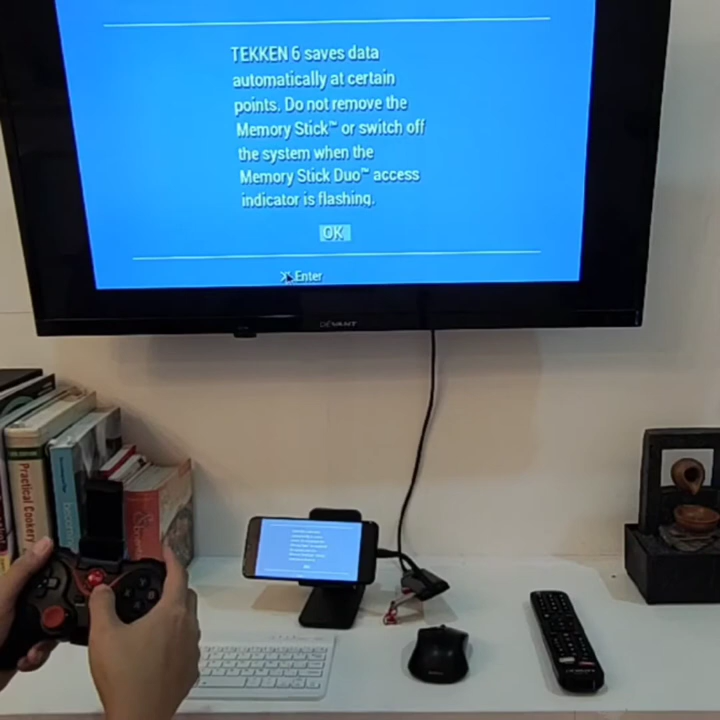 TEKKEN 6 saves data
automatically at certain
points. Do not remove the
Memory Stick™ or switch off
the system when the
Memory Stick Duo™ access
indicator is flashing.
OK
Enter
DEVANT
Practical Cookery